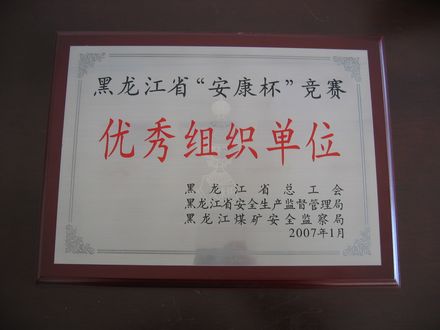 黑龙江省“安康杯”竞赛
优秀组织单位
黑龙江省总工会
黑龙江省安全生产监督管理局
黑龙江煤矿安全监察局
2007年1月